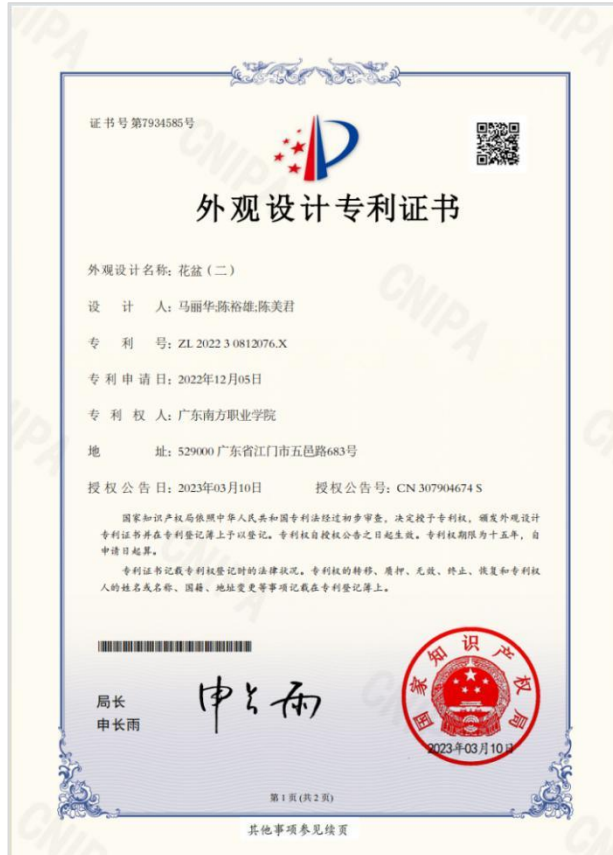 证书号第7934585号
外观设计专利证书
外观设计名称：花盆（二）
设计人：马丽华;陈裕雄;陈美君
专利号：ZL 2022 3 0812076.X
专利申请日：2022年12月05日
专利权人：广东南方职业学院
地址：529000 广东省江门市五邑路683号
授权公告日：2023年03月10日 授权公告号：CN 307904674 S
国家知识产权局依照中华人民共和国专利法经过初步审查，决定授予专利权，颁发外观设计
专利证书并在专利登记簿上予以登记。专利权自授权公告之日起生效。专利权期限为十五年，自
申请日起算。
专利证书记载专利权登记时的法律状况。专利权的转移、质押、无效、终止、恢复和专利权
人的姓名或名称、国籍、地址变更等事项记载在专利登记簿上。
局长
申长雨
申长雨
国家知识产权局
2023年03月10日
第1页(共2页)
其他事项参见续页
CNIPA
CNIPA
CNIPA
CNIPA
CNIPA